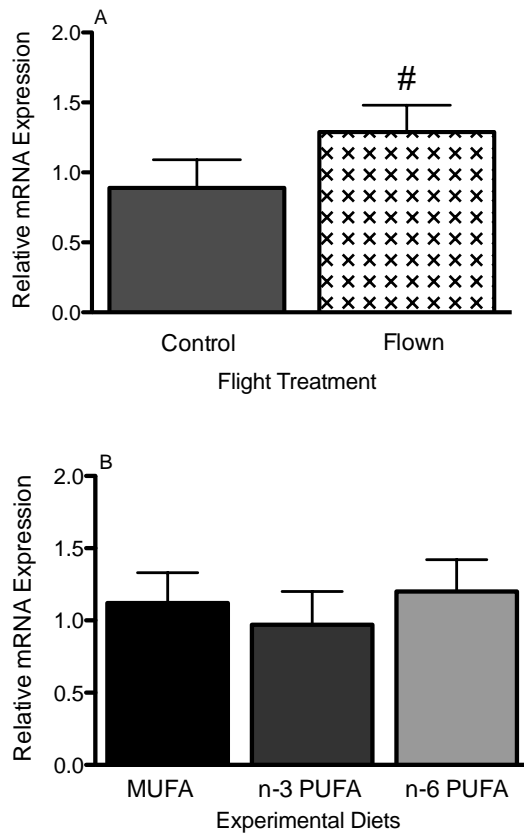 A
Relative mRNA Expression
2.0
#
1.5
1.0
0.5
0.0
Control Flown
Flight Treatment
B
Relative mRNA Expression
2.0
1.5
1.0
0.5
0.0
MUFA n-3 PUFA n-6 PUFA
Experimental Diets